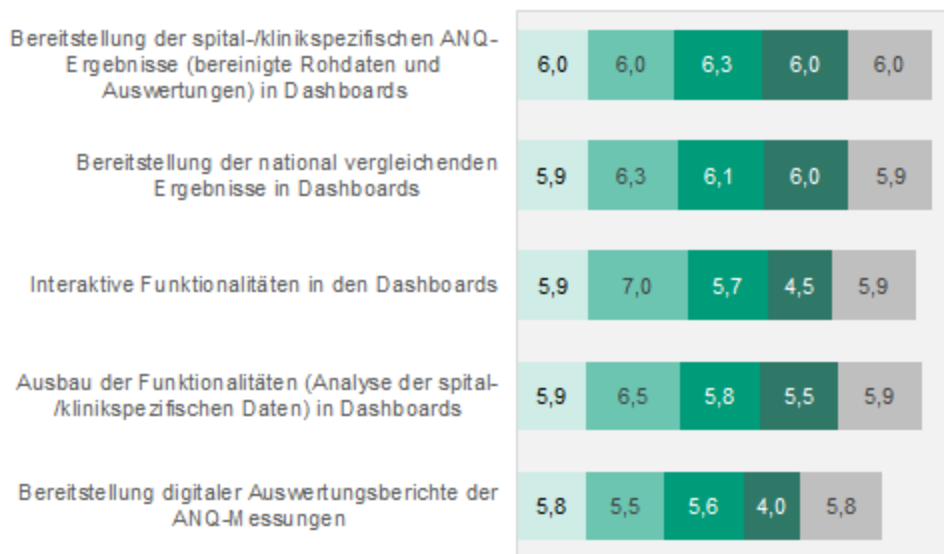 Bereitstellung der spital-/klinikspezifischen ANQ-
Ergebnisse (bereinigte Rohdaten und
Auswertungen) in Dashboards
6,0 6,0 6,3 6,0 6,0
Bereitstellung der national vergleichenden
Ergebnisse in Dashboards
5,9 6,3 6,1 6,0 5,9
Interaktive Funktionalitäten in den Dashboards
5,9 7,0 5,7 4,5 5,9
Ausbau der Funktionalitäten (Analyse der spital-
/klinikspezifischen Daten) in Dashboards
5,9 6,5 5,8 5,5 5,9
Bereitstellung digitaler Auswertungsberichte der
ANQ-Messungen
5,8 5,5 5,6 4,0 5,8